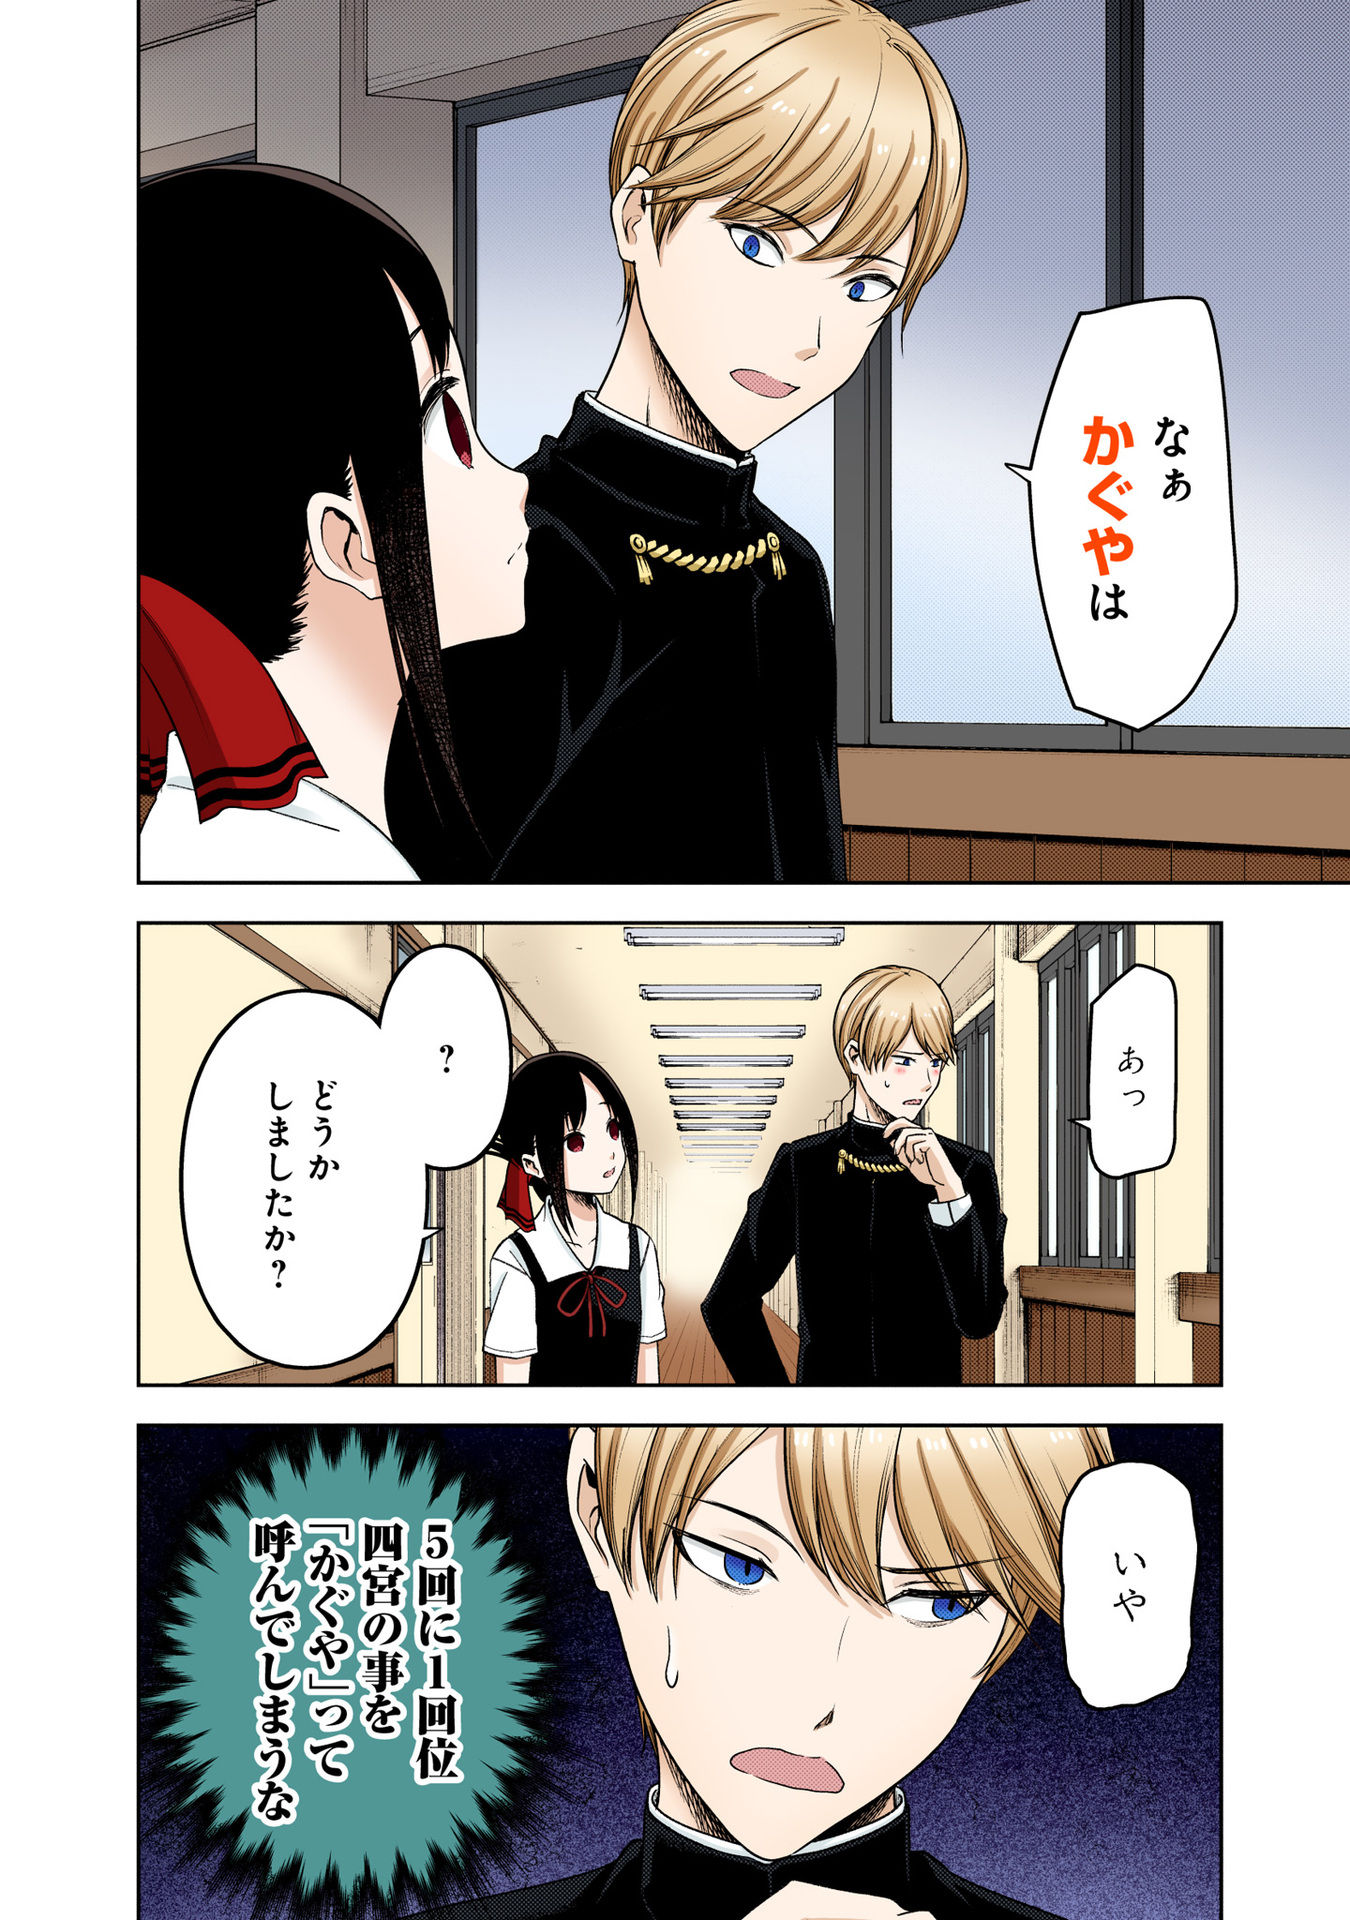 なぁ
かぐやは
あっ
?
どうか
しましたか?
いや
5回に1回位
四宮の事を
「かぐや」って
呼んでしまうな